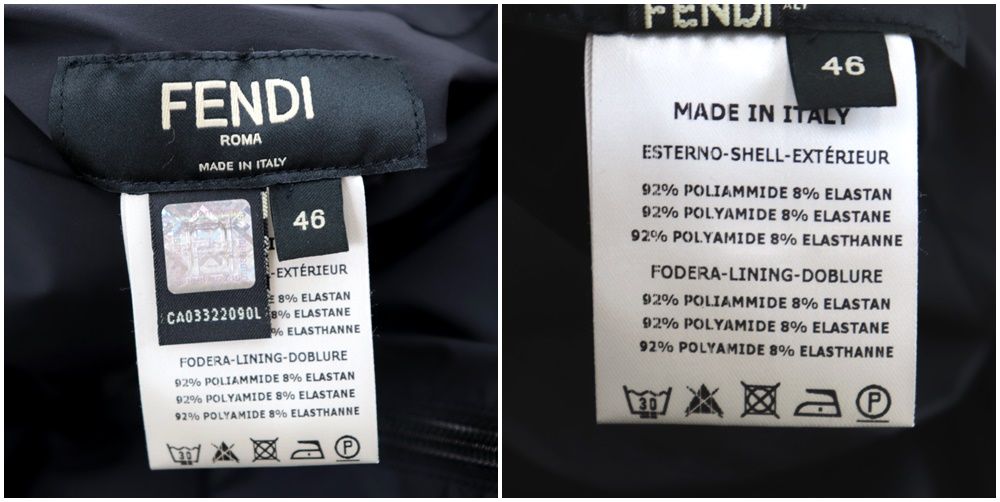 FENDI
ROMA
MADE IN ITALY
46
CA03322090L
-EXTÉRIEUR
8% ELASTAN
8% ELASTANE
% ELASTHANNE
FODERA-LINING-DOBLURE
92% POLIAMMIDE 8% ELASTAN
92% POLYAMIDE 8% ELASTANE
92% POLYAMIDE 8% ELASTHANNE
30
P
FENDI
ALY
46
MADE IN ITALY
ESTERNO-SHELL-EXTÉRIEUR
92% POLIAMMIDE 8% ELASTAN
92% POLYAMIDE 8% ELASTANE
92% POLYAMIDE 8% ELASTHANNE
FODERA-LINING-DOBLURE
92% POLIAMMIDE 8% ELASTAN
92% POLYAMIDE 8% ELASTANE
92% POLYAMIDE 8% ELASTHANNE
30
P